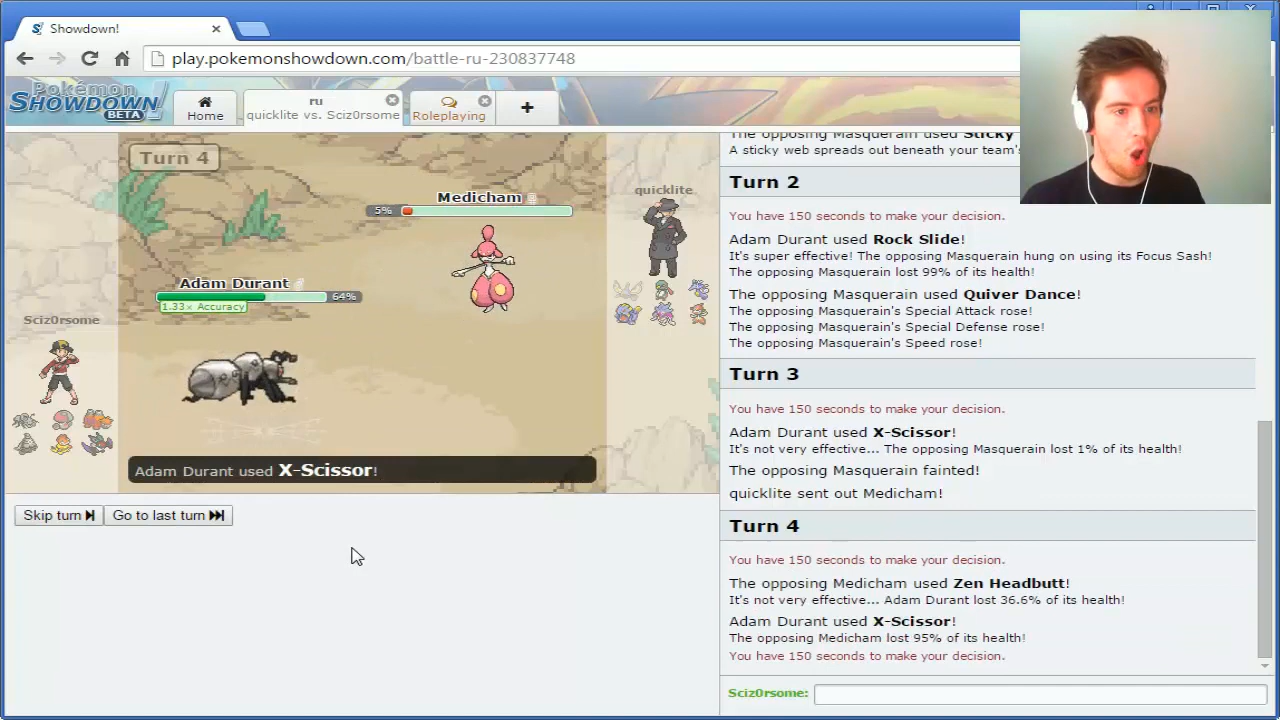 Showdown!
play.pokemonshowdown.com/battle-ru-230837748
Pokémon
SHOWDOWN
BETA
Home
ru
quicklite vs. Sciz0rsome
Roleplaying
Turn 4
Medicham
5%
quicklite
Adam Durant
64%
1.33× Accuracy
Sciz0rsome
Adam Durant used X-Scissor!
Skip turn
Go to last turn
The opposing Masquerain used Sticky
A sticky web spreads out beneath your team's
Turn 2
You have 150 seconds to make your decision.
Adam Durant used Rock Slide!
It's super effective! The opposing Masquerain hung on using its Focus Sash!
The opposing Masquerain lost 99% of its health!
The opposing Masquerain used Quiver Dance!
The opposing Masquerain's Special Attack rose!
The opposing Masquerain's Special Defense rose!
The opposing Masquerain's Speed rose!
Turn 3
You have 150 seconds to make your decision.
Adam Durant used X-Scissor!
It's not very effective... The opposing Masquerain lost 1% of its health!
The opposing Masquerain fainted!
quicklite sent out Medicham!
Turn 4
You have 150 seconds to make your decision.
The opposing Medicham used Zen Headbutt!
It's not very effective... Adam Durant lost 36.6% of its health!
Adam Durant used X-Scissor!
The opposing Medicham lost 95% of its health!
You have 150 seconds to make your decision.
Sciz0rsome: